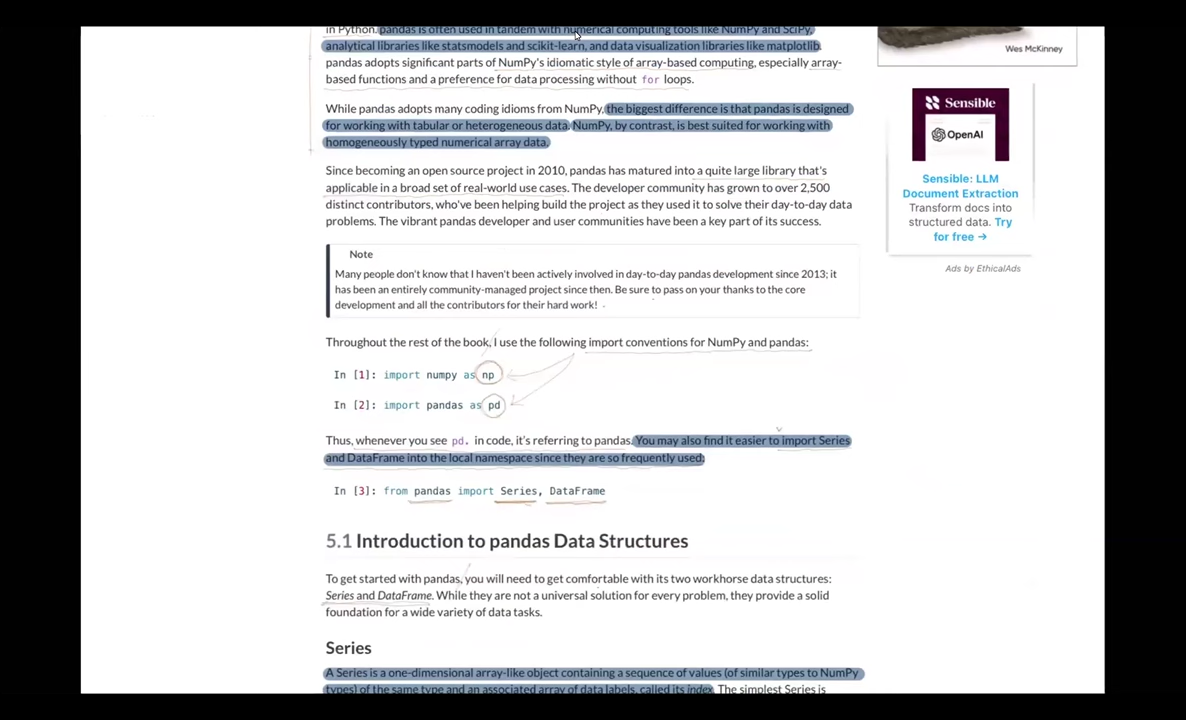 in Python. pandas is often used in tandem with numerical computing tools like NumPy and SciPy,
analytical libraries like statsmodels and scikit-learn, and data visualization libraries like matplotlib.
pandas adopts significant parts of NumPy's idiomatic style of array-based computing, especially array-
based functions and a preference for data processing without for loops.
While pandas adopts many coding idioms from NumPy, the biggest difference is that pandas is designed
for working with tabular or heterogeneous data. NumPy, by contrast, is best suited for working with
homogeneously typed numerical array data.
Since becoming an open source project in 2010, pandas has matured into a quite large library that's
applicable in a broad set of real-world use cases. The developer community has grown to over 2,500
distinct contributors, who've been helping build the project as they used it to solve their day-to-day data
problems. The vibrant pandas developer and user communities have been a key part of its success.
Note
Many people don't know that I haven't been actively involved in day-to-day pandas development since 2013; it
has been an entirely community-managed project since then. Be sure to pass on your thanks to the core
development and all the contributors for their hard work!
Throughout the rest of the book, I use the following import conventions for NumPy and pandas:
In [1]: import numpy as np
In [2]: import pandas as pd
Thus, whenever you see pd. in code, it's referring to pandas. You may also find it easier to import Series
and DataFrame into the local namespace since they are so frequently used:
In [3]: from pandas import Series, DataFrame
5.1 Introduction to pandas Data Structures
To get started with pandas, you will need to get comfortable with its two workhorse data structures:
Series and DataFrame. While they are not a universal solution for every problem, they provide a solid
foundation for a wide variety of data tasks.
Series
A Series is a one-dimensional array-like object containing a sequence of values (of similar types to NumPy
types) of the same type and an associated array of data labels, called its index. The simplest Series is
Wes McKinney
Sensible
OpenAI
Sensible: LLM
Document Extraction
Transform docs into
structured data. Try
for free →
Ads by EthicalAds